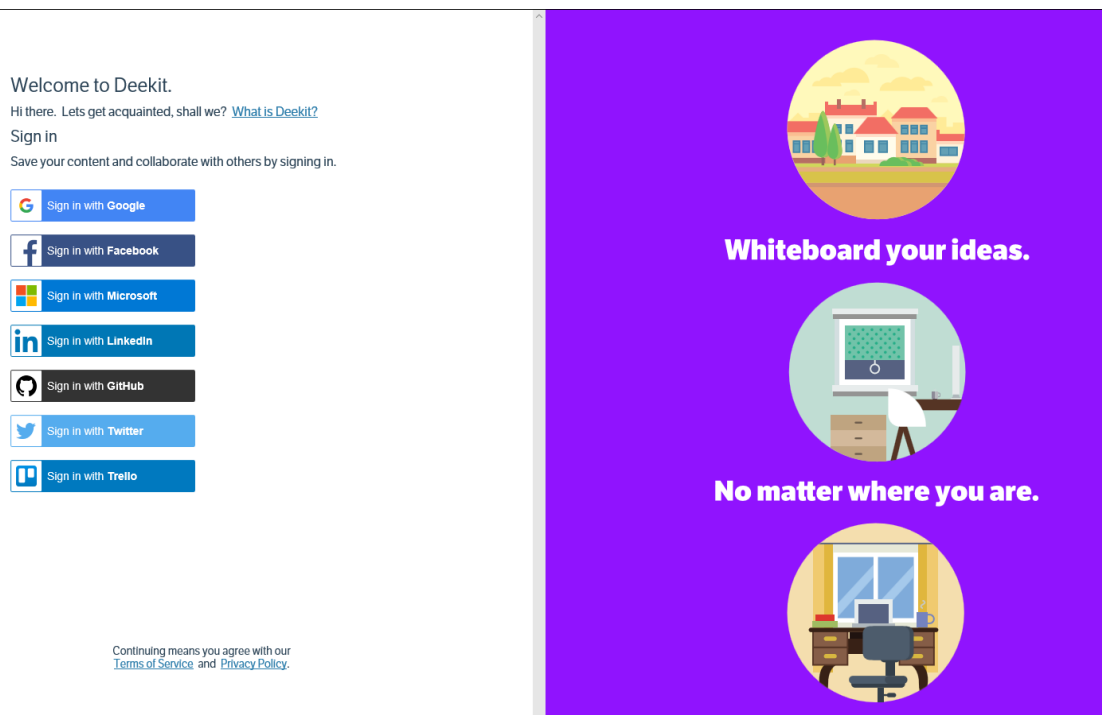 Welcome to Deekit.
Hi there. Lets get acquainted, shall we? What is Deekit?
Sign in
Save your content and collaborate with others by signing in.
Sign in with Google
Sign in with Facebook
Sign in with Microsoft
in Sign in with LinkedIn
Sign in with GitHub
Sign in with Twitter
Sign in with Trello
Continuing means you agree with our
Terms of Service and Privacy Policy.
Whiteboard your ideas.
No matter where you are.